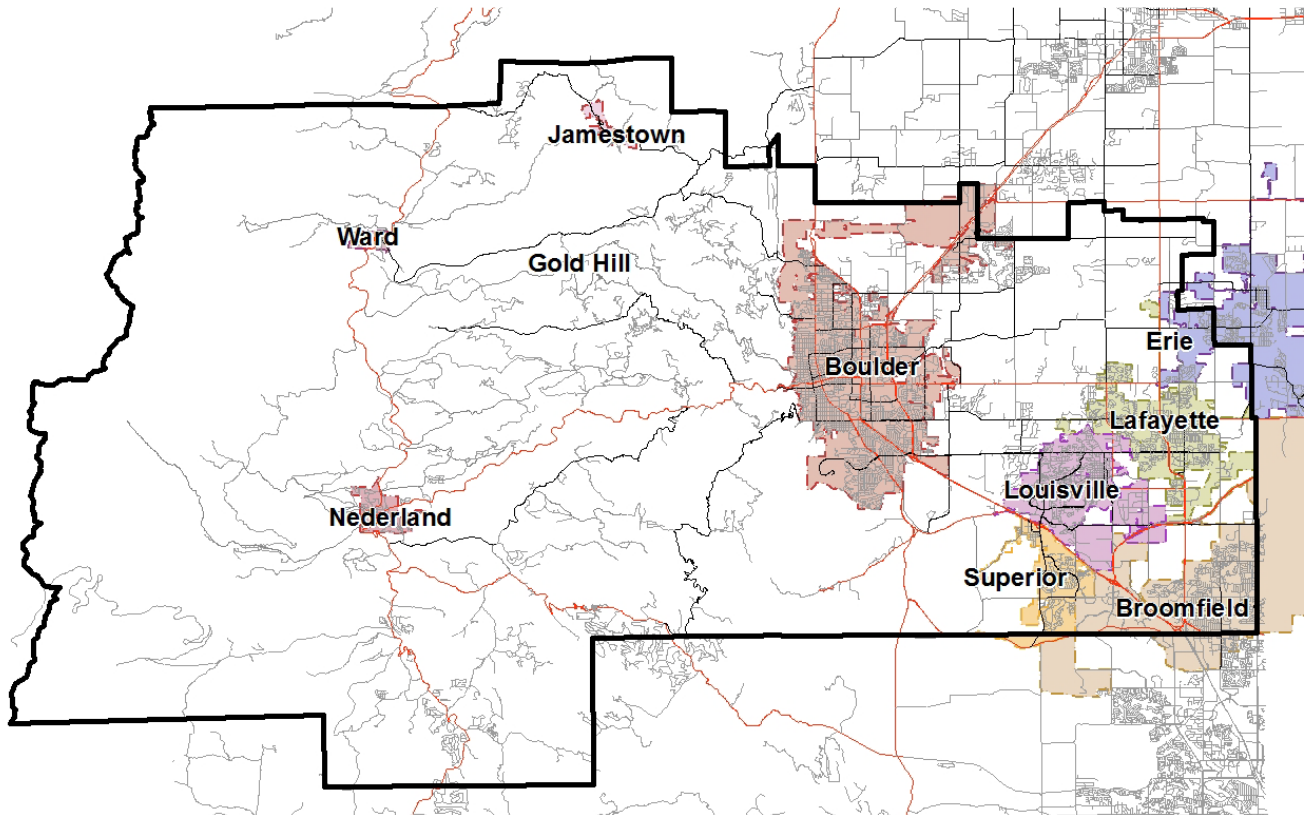 Jamestown
Ward
Gold Hill
Erie
Boulder
Lafayette
Louisville
Nederland
Superior
Broomfield